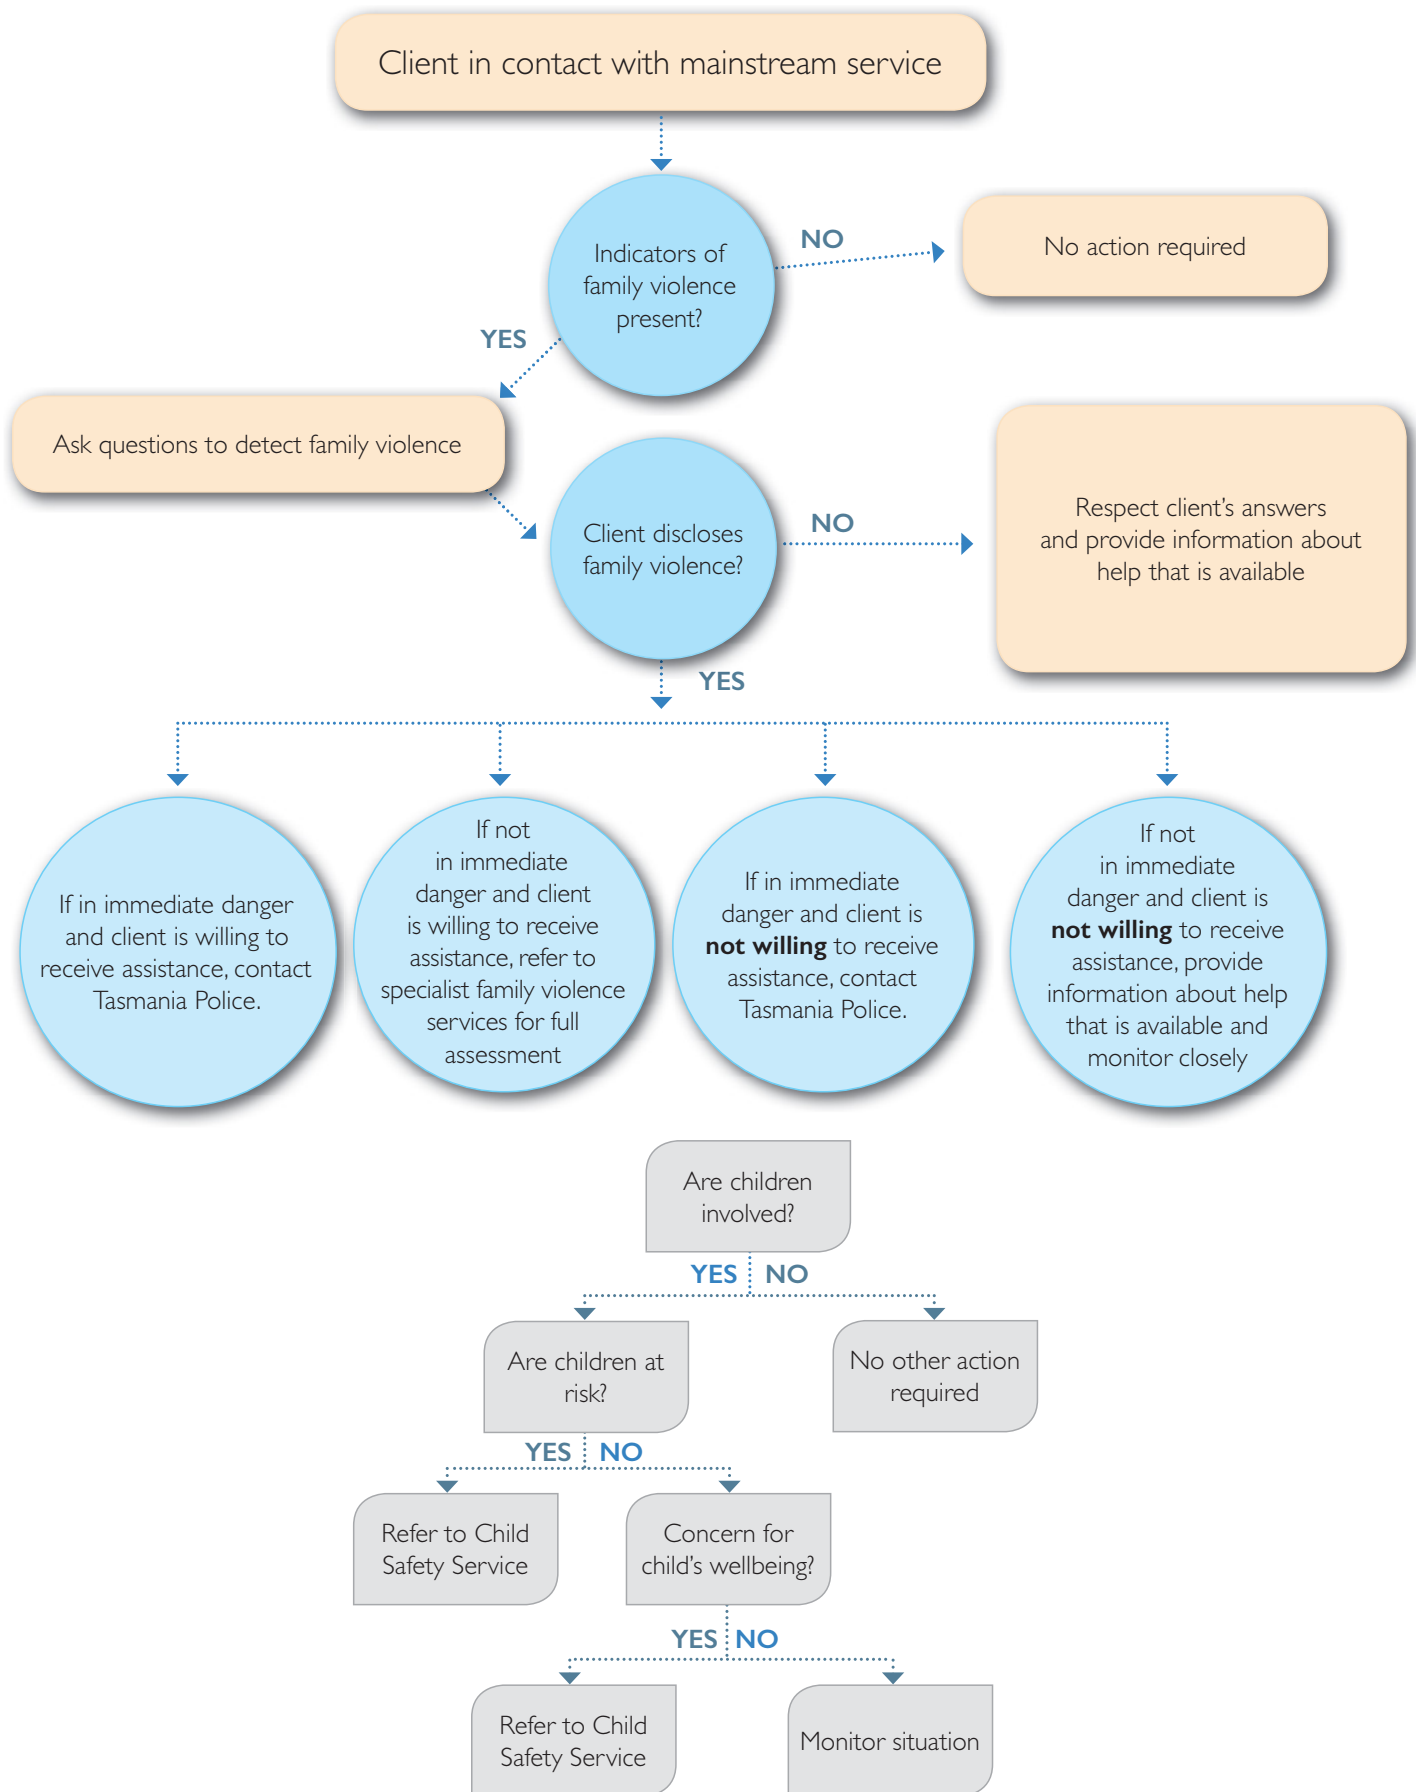 Client in contact with mainstream service
Indicators of
family violence
present?
NO
No action required
YES
Ask questions to detect family violence
Client discloses
family violence?
NO
Respect client’s answers
and provide information about
help that is available
YES
If in immediate danger
and client is willing to
receive assistance, contact
Tasmania Police.
If not
in immediate
danger and client
is willing to receive
assistance, refer to
specialist family violence
services for full
assessment
If in immediate
danger and client is
not willing to receive
assistance, contact
Tasmania Police.
If not
in immediate
danger and client is
not willing to receive
assistance, provide
information about help
that is available and
monitor closely
Are children
involved?
YES NO
Are children at
risk?
No other action
required
YES NO
Refer to Child
Safety Service
Concern for
child’s wellbeing?
YES NO
Refer to Child
Safety Service
Monitor situation